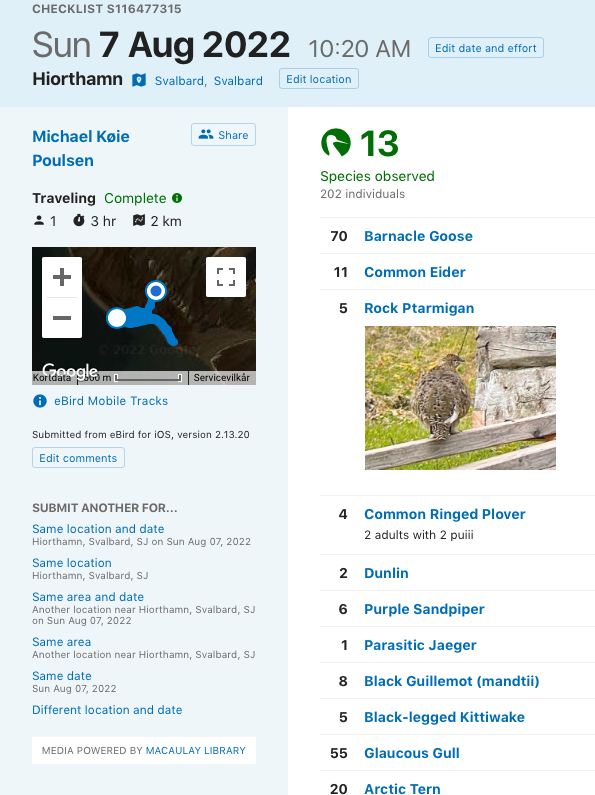 CHECKLIST S116477315
Sun 7 Aug 2022 10:20 AM Edit date and effort
Hiorthamn Svalbard, Svalbard Edit location
Michael Køie Poulsen
Share
Traveling Complete
1 3 hr 2 km
© 2022 Google
Google
Kortdata 500 m Servicevilkår
eBird Mobile Tracks
Submitted from eBird for iOS, version 2.13.20
Edit comments
SUBMIT ANOTHER FOR...
Same location and date
Hiorthamn, Svalbard, SJ on Sun Aug 07, 2022
Same location
Hiorthamn, Svalbard, SJ
Same area and date
Another location near Hiorthamn, Svalbard, SJ
on Sun Aug 07, 2022
Same area
Another location near Hiorthamn, Svalbard, SJ
Same date
Sun Aug 07, 2022
Different location and date
MEDIA POWERED BY MACAULAY LIBRARY
13
Species observed
202 individuals
70 Barnacle Goose
11 Common Eider
5 Rock Ptarmigan
4 Common Ringed Plover
2 adults with 2 puiii
2 Dunlin
6 Purple Sandpiper
1 Parasitic Jaeger
8 Black Guillemot (mandtii)
5 Black-legged Kittiwake
55 Glaucous Gull
20 Arctic Tern